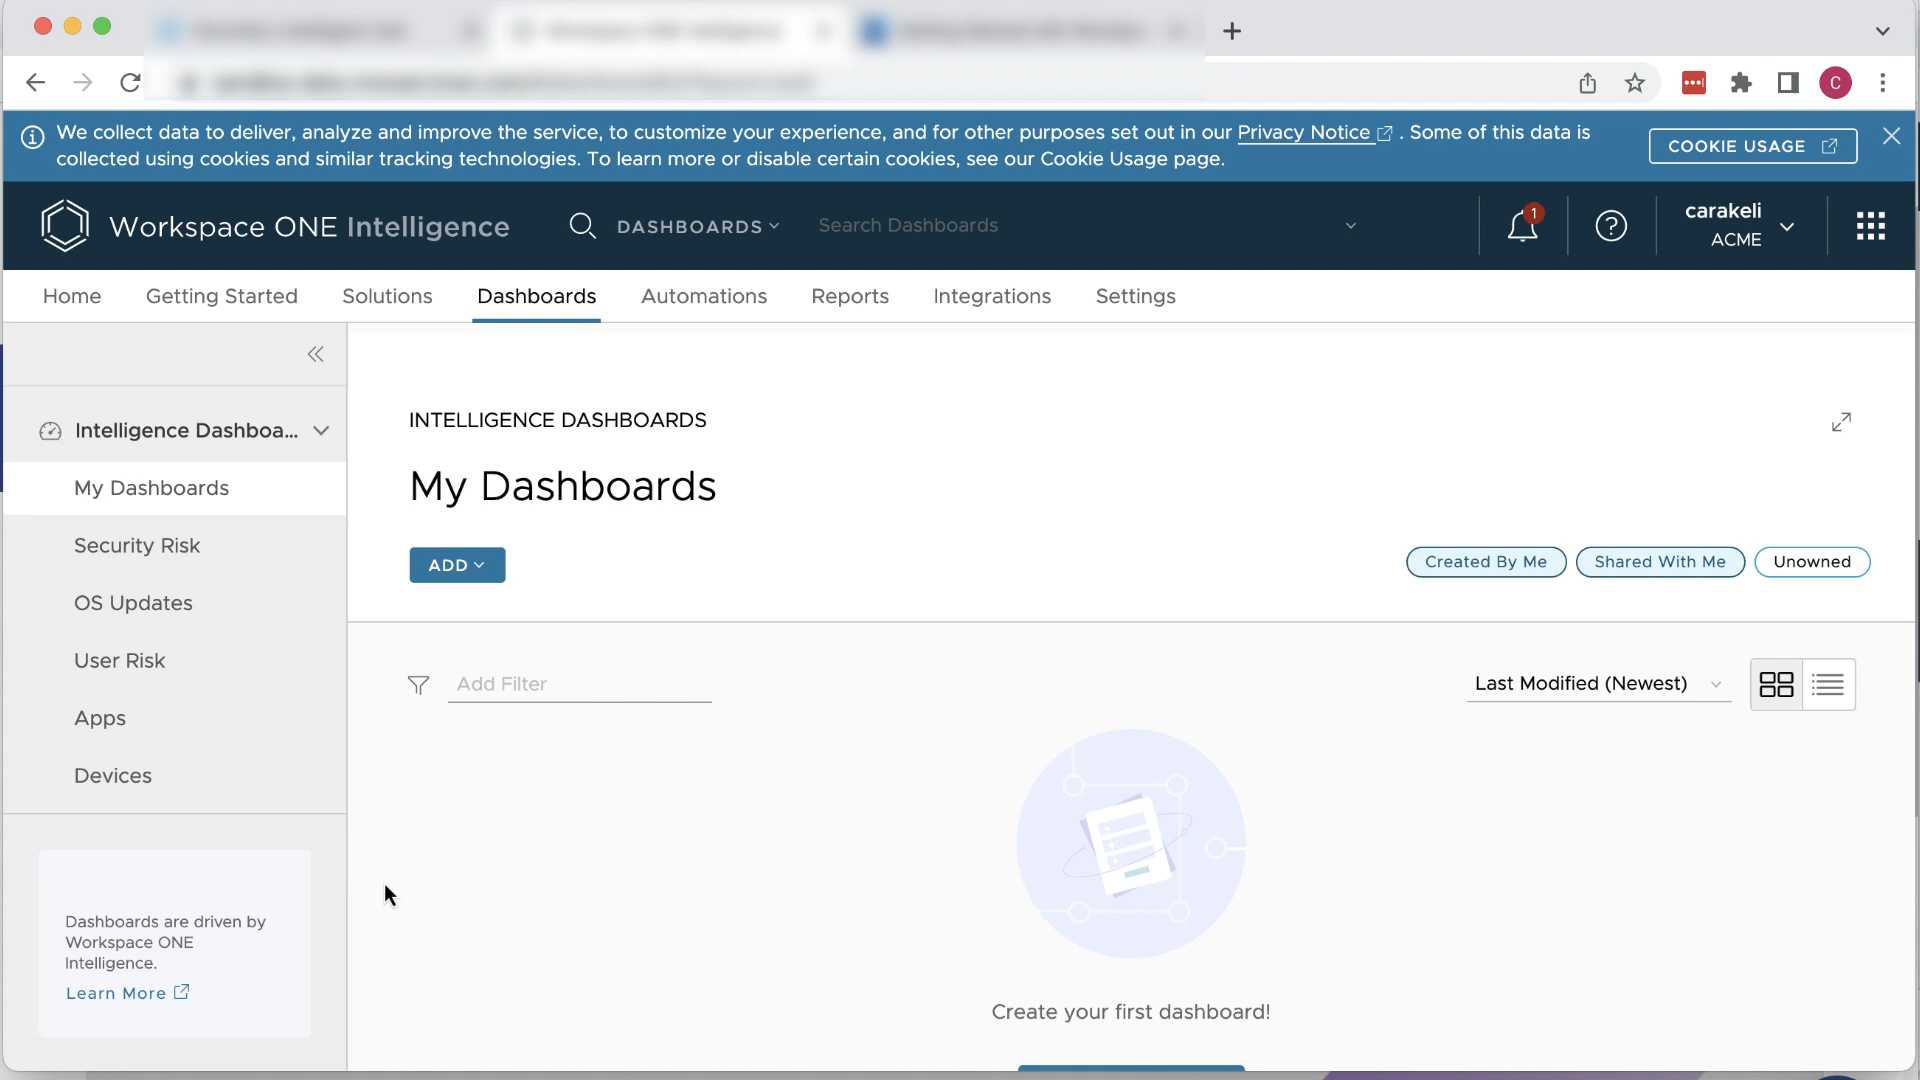 We collect data to deliver, analyze and improve the service, to customize your experience, and for other purposes set out in our Privacy Notice . Some of this data is
collected using cookies and similar tracking technologies. To learn more or disable certain cookies, see our Cookie Usage page.
COOKIE USAGE
C
Workspace ONE Intelligence
DASHBOARDS
Search Dashboards
1
carakeli
ACME
Home
Getting Started
Solutions
Dashboards
Automations
Reports
Integrations
Settings
Intelligence Dashboa...
My Dashboards
Security Risk
OS Updates
User Risk
Apps
Devices
Dashboards are driven by
Workspace ONE
Intelligence.
Learn More
INTELLIGENCE DASHBOARDS
My Dashboards
ADD
Created By Me
Shared With Me
Unowned
Add Filter
Last Modified (Newest)
Create your first dashboard!